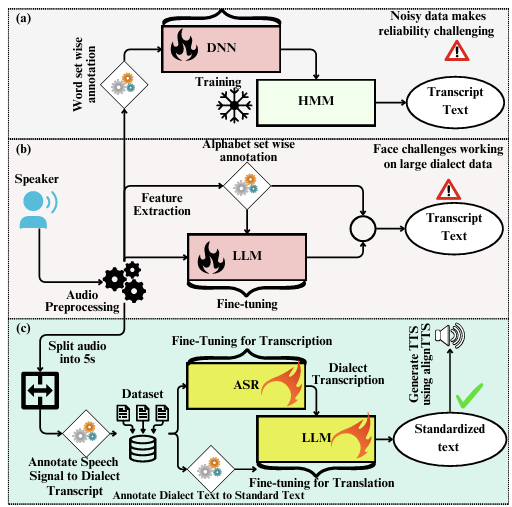 (a)
Word set wise
annotation
DNN
Training
HMM
Noisy data makes
reliability challenging
Transcript
Text
(b)
Speaker
Audio
Preprocessing
Feature
Extraction
Alphabet set wise
annotation
LLM
Fine-tuning
Face challenges working
on large dialect data
Transcript
Text
(c)
Split audio
into 5s
Annotate Speech
Signal to Dialect
Transcript
Dataset
Fine-Tuning for Transcription
ASR
Dialect
Transcription
LLM
Fine-tuning for Translation
Annotate Dialect Text to Standard Text
Generate TTS
using alignTTS
Standardized
text